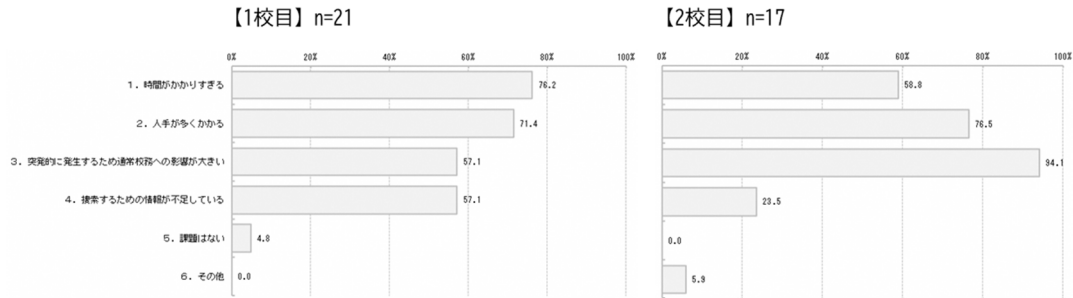 【1校目】n=21
0% 20% 40% 60% 80% 100%
1. 時間がかかりすぎる 76.2
2. 人手が多くかかる 71.4
3. 突発的に発生するため通常校務への影響が大きい 57.1
4. 捜索するための情報が不足している 57.1
5. 課題はない 4.8
6. その他 0.0
【2校目】n=17
0% 20% 40% 60% 80% 100%
58.8
76.5
94.1
23.5
0.0
5.9